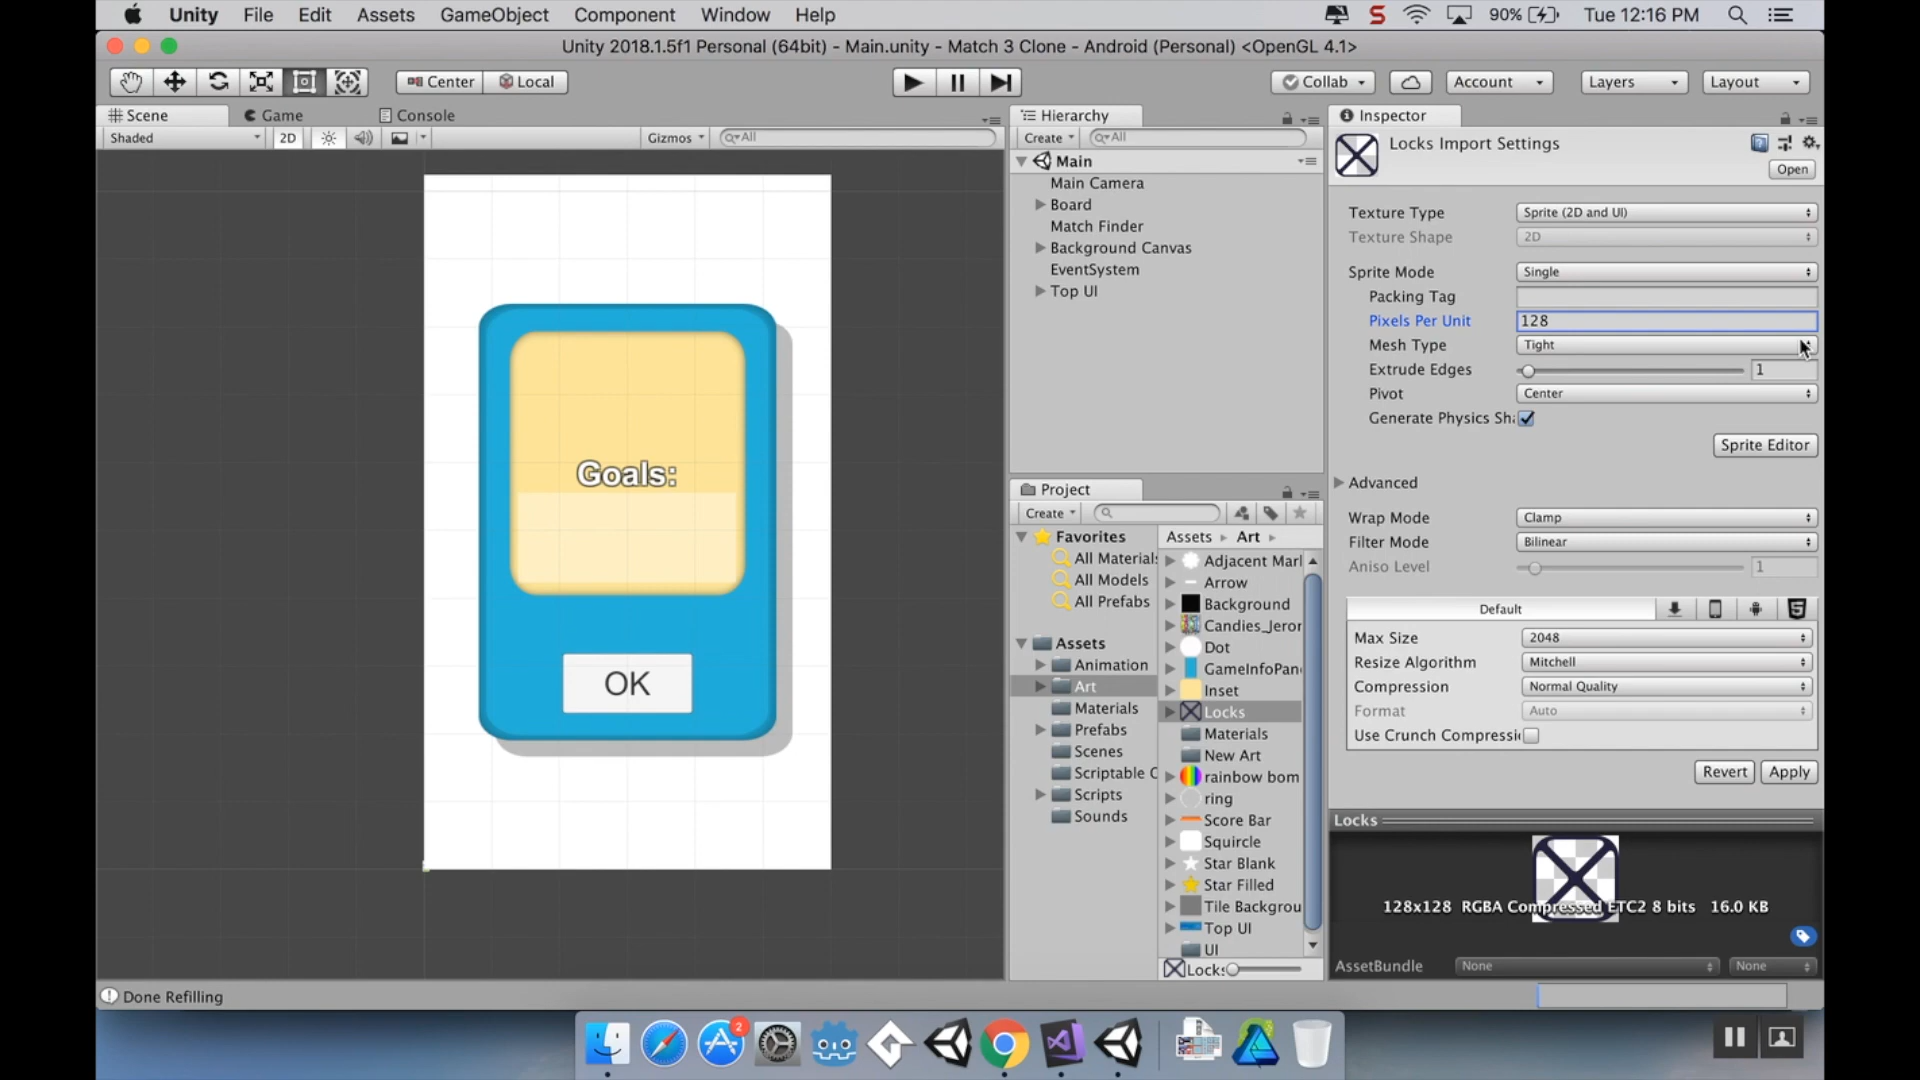 Unity File Edit Assets GameObject Component Window Help
90% Tue 12:16 PM
Unity 2018.1.5f1 Personal (64bit) - Main.unity - Match 3 Clone - Android (Personal) <OpenGL 4.1>
Center Local
Collab Account Layers Layout
Scene Game Console
Shaded 2D Gizmos All
Goals:
OK
Hierarchy
Create All
Main
Main Camera
Board
Match Finder
Background Canvas
EventSystem
Top UI
Project
Create
Favorites
All Material
All Models
All Prefabs
Assets
Animation
Art
Materials
Prefabs
Scenes
Scriptable O
Scripts
Sounds
Assets Art
Adjacent Mar
Arrow
Background
Candies_Jeror
Dot
GameInfoPan
Inset
Locks
Materials
New Art
rainbow bom
ring
Score Bar
Squircle
Star Blank
Star Filled
Tile Backgrou
Top UI
UI
Locks
Inspector
Locks Import Settings
Open
Texture Type Sprite (2D and UI)
Texture Shape 2D
Sprite Mode Single
Packing Tag
Pixels Per Unit 128
Mesh Type Tight
Extrude Edges 1
Pivot Center
Generate Physics Sha
Sprite Editor
Advanced
Wrap Mode Clamp
Filter Mode Bilinear
Aniso Level 1
Default
Max Size 2048
Resize Algorithm Mitchell
Compression Normal Quality
Format Auto
Use Crunch Compressi
Revert Apply
Locks
128x128 RGBA Compressed ETC2 8 bits 16.0 KB
AssetBundle None None
Done Refilling
2